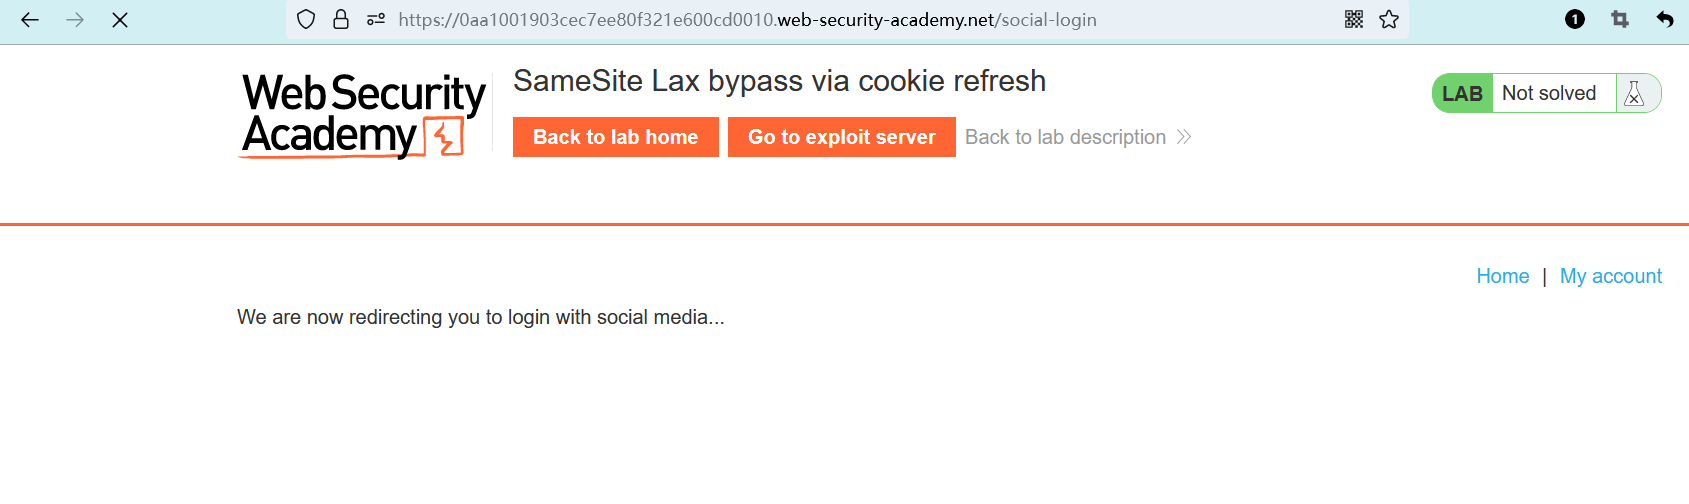 https://0aa1001903cec7ee80f321e600cd0010.web-security-academy.net/social-login
1
Web Security
Academy
SameSite Lax bypass via cookie refresh
Back to lab home
Go to exploit server
Back to lab description
LAB Not solved
Home | My account
We are now redirecting you to login with social media...